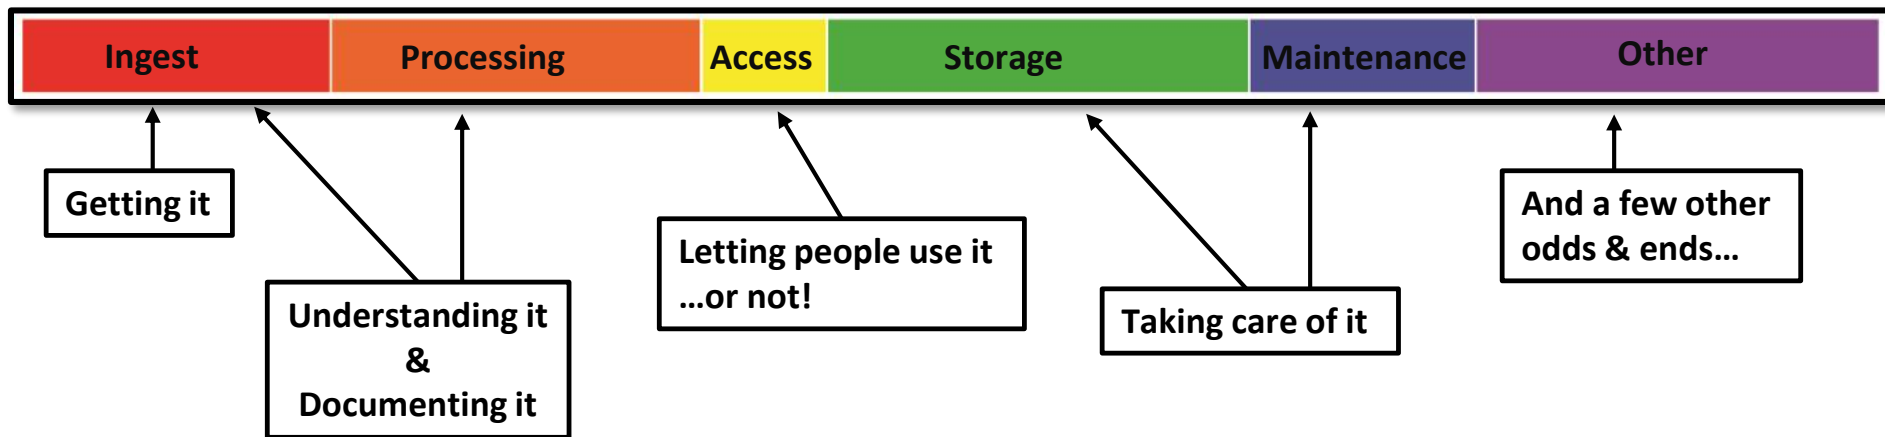 Ingest
Processing
Access
Storage
Maintenance
Other
Getting it
Understanding it
&
Documenting it
Letting people use it
...or not!
Taking care of it
And a few other
odds & ends...